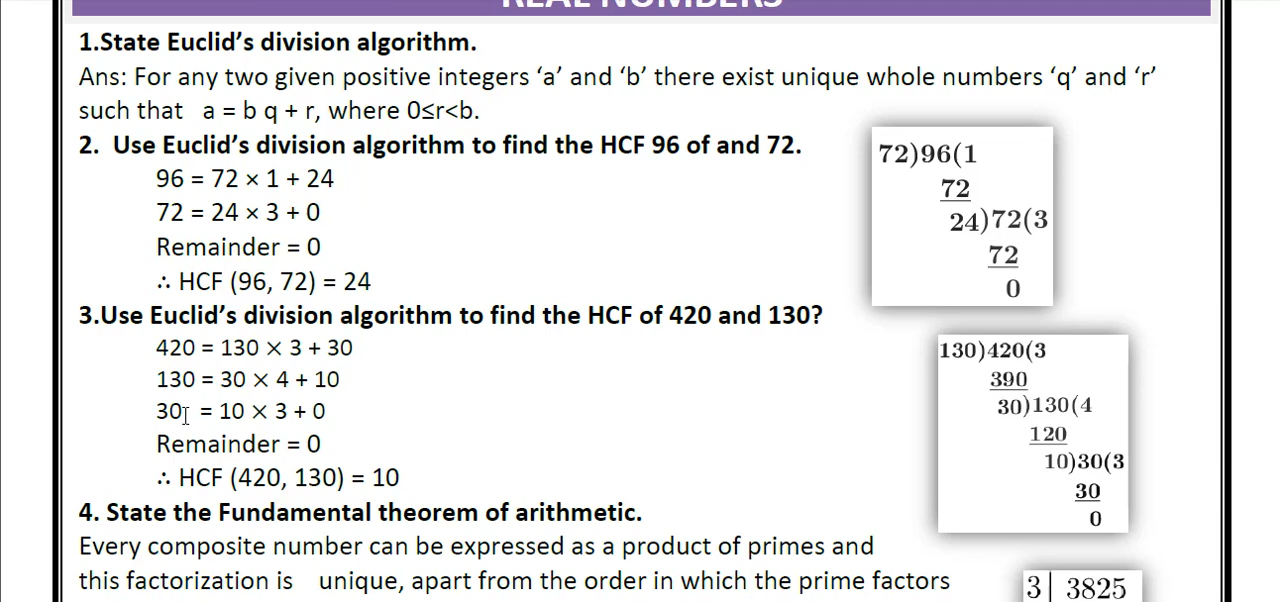 REAL NUMBERS
1.State Euclid’s division algorithm.
Ans: For any two given positive integers ‘a’ and ‘b’ there exist unique whole numbers ‘q’ and ‘r’
such that a = b q + r, where 0≤r<b.
2. Use Euclid’s division algorithm to find the HCF 96 of and 72.
96 = 72 × 1 + 24
72 = 24 × 3 + 0
Remainder = 0
∴ HCF (96, 72) = 24
72)96(1
72
24)72(3
72
0
3.Use Euclid’s division algorithm to find the HCF of 420 and 130?
420 = 130 × 3 + 30
130 = 30 × 4 + 10
30 = 10 × 3 + 0
Remainder = 0
∴ HCF (420, 130) = 10
130)420(3
390
30)130(4
120
10)30(3
30
0
4. State the Fundamental theorem of arithmetic.
Every composite number can be expressed as a product of primes and
this factorization is unique, apart from the order in which the prime factors
3| 3825